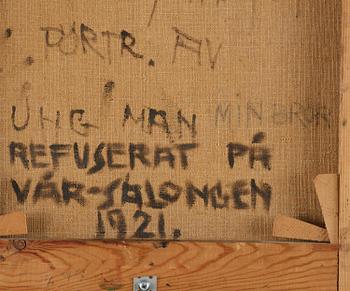 PORTR. AV
UNG MAN MIN BROR
REFUSERAT PÅ
VÅR-SALONGEN
1921.